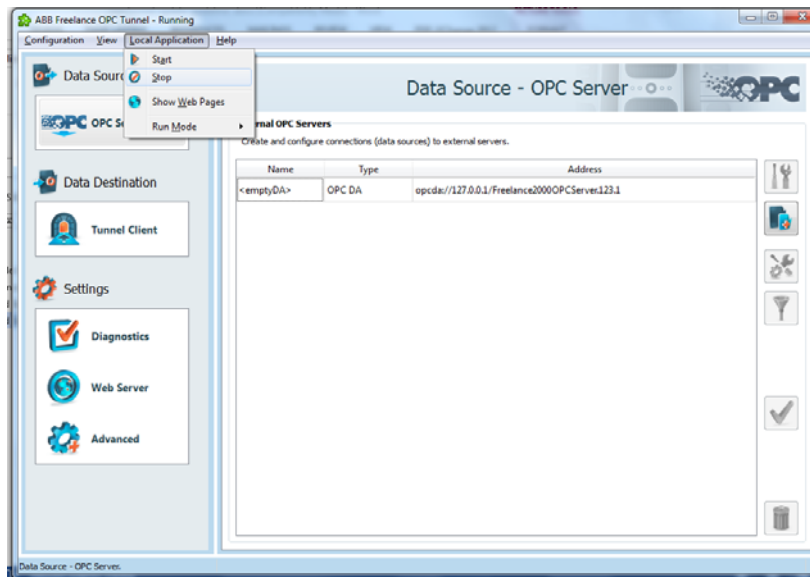 ABB Freelance OPC Tunnel - Running
Configuration View Local Application Help
Start
Stop
Show Web Pages
Run Mode
Data Sour
OPC Se
Data Destination
Tunnel Client
Settings
Diagnostics
Web Server
Advanced
Data Source - OPC Server
OPC
rnal OPC Servers
Create and configure connections (data sources) to external servers.
Name Type Address
<emptyDA> OPC DA opcda://127.0.0.1/Freelance2000OPCServer.123.1
Data Source - OPC Server.